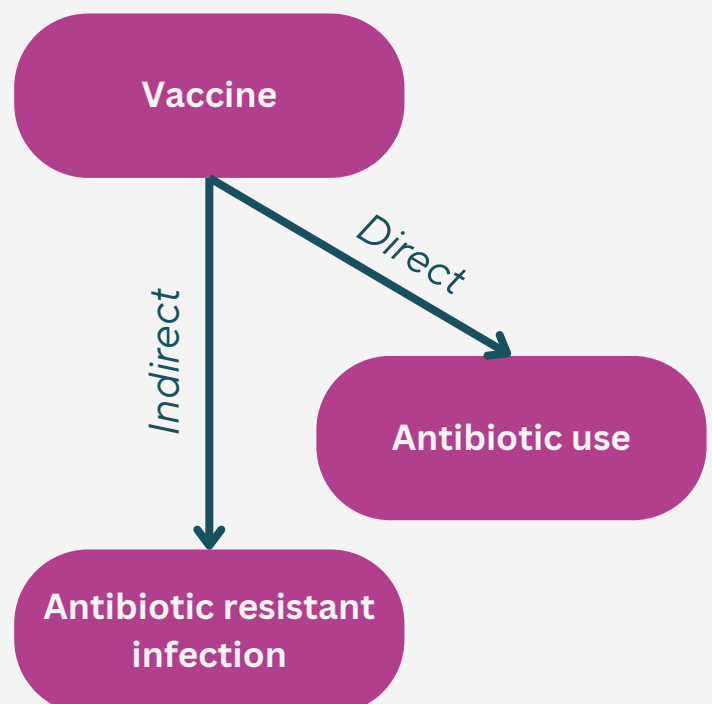 Vaccine
Direct
Indirect
Antibiotic use
Antibiotic resistant
infection